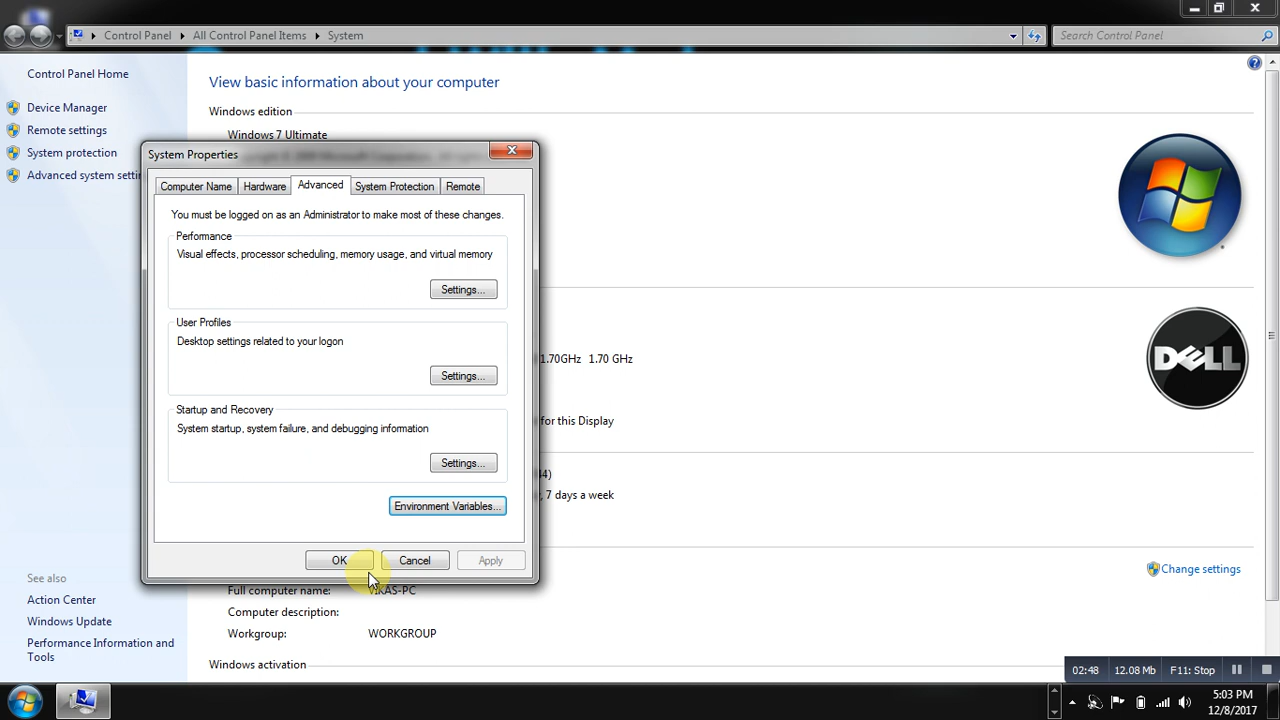 Control Panel
All Control Panel Items
System
Search Control Panel
Control Panel Home
Device Manager
Remote settings
System protection
Advanced system setti
See also
Action Center
Windows Update
Performance Information and
Tools
View basic information about your computer
Windows edition
Windows 7 Ultimate
System Properties
Computer Name
Hardware
Advanced
System Protection
Remote
You must be logged on as an Administrator to make most of these changes.
Performance
Visual effects, processor scheduling, memory usage, and virtual memory
Settings...
User Profiles
Desktop settings related to your logon
Settings...
Startup and Recovery
System startup, system failure, and debugging information
Settings...
Environment Variables...
OK
Cancel
Apply
1.70GHz 1.70 GHz
for this Display
, 7 days a week
DELL
Change settings
Full computer name:
VIKAS-PC
Computer description:
Workgroup:
WORKGROUP
Windows activation
02:48
12.08 Mb
F11: Stop
5:03 PM
12/8/2017